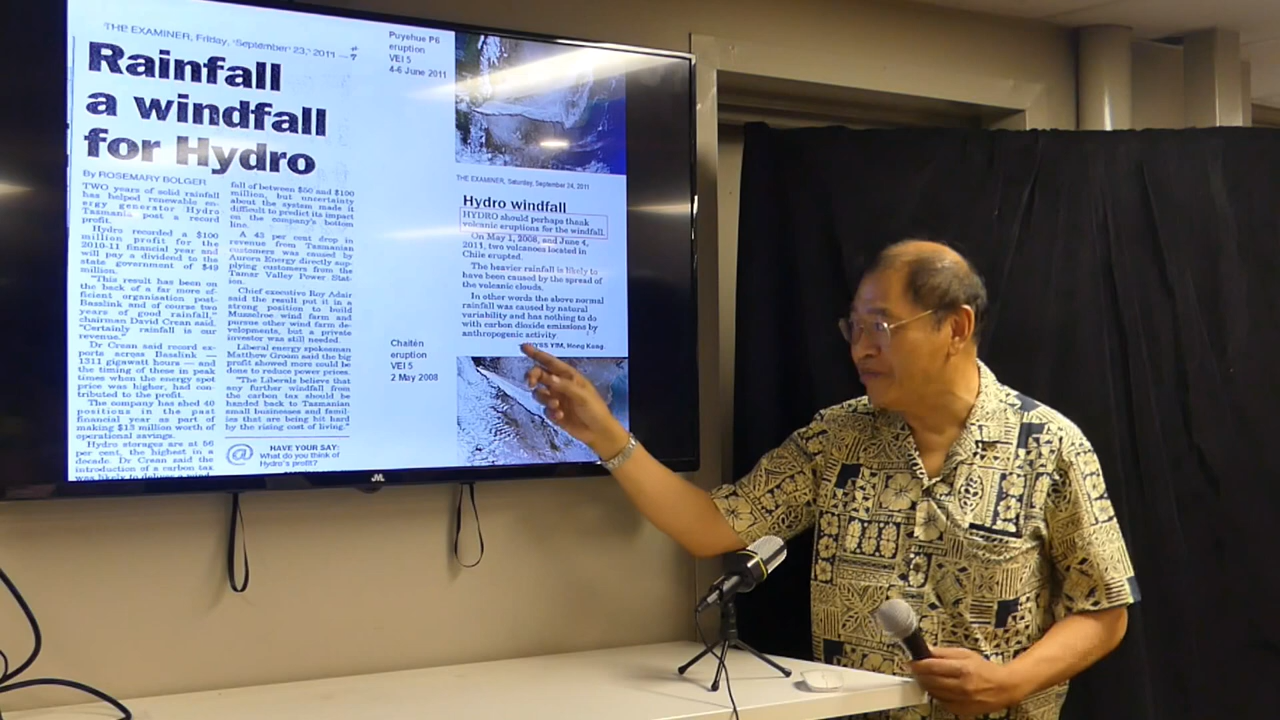 THE EXAMINER, Friday, September 23, 2011 — 7
Rainfall
a windfall
for Hydro
By ROSEMARY BOLGER
TWO years of solid rainfall
has helped renewable en-
ergy generator Hydro
Tasmania post a record
profit.
Hydro recorded a $100
million profit for the
2010-11 financial year and
will pay a dividend to the
state government of $49
million.
"This result has been on
the back of a far more ef-
ficient organisation post-
Basslink and of course two
years of good rainfall,"
chairman David Crean said.
"Certainly rainfall is our
revenue."
Dr Crean said record ex-
ports across Basslink —
1311 gigawatt hours — and
the timing of these in peak
times when the energy spot
price was higher, had con-
tributed to the profit.
The company has shed 40
positions in the past
financial year as part of
making $13 million worth of
operational savings.
Hydro storages are at 56
per cent, the highest in a
decade. Dr Crean said the
introduction of a carbon tax
was likely to deliver a wind-
fall of between $50 and $100
million, but uncertainty
about the system made it
difficult to predict its impact
on the company's bottom
line.
A 43 per cent drop in
revenue from Tasmanian
customers was caused by
Aurora Energy directly sup-
plying customers from the
Tamar Valley Power Stat-
ion.
Chief executive Roy Adair
said the result put it in a
strong position to build
Musselroe wind farm and
pursue other wind farm de-
velopments, but a private
investor was still needed.
Liberal energy spokesman
Matthew Groom said the big
profit showed more could be
done to reduce power prices.
"The Liberals believe that
any further windfall from
the carbon tax should be
handed back to Tasmanian
small businesses and famil-
ies that are being hit hard
by the rising cost of living."
@ HAVE YOUR SAY:
What do you think of
Hydro's profit?
Puyehue P6
eruption
VEI 5
4-6 June 2011
THE EXAMINER, Saturday, September 24, 2011
Hydro windfall
HYDRO should perhaps thank
volcanic eruptions for the windfall.
On May 1, 2008, and June 4,
2011, two volcanoes located in
Chile erupted.
The heavier rainfall is likely to
have been caused by the spread of
the volcanic clouds.
In other words the above normal
rainfall was caused by natural
variability and has nothing to do
with carbon dioxide emissions by
anthropogenic activity
YIM, Hong Kong.
Chaitén
eruption
VEI 5
2 May 2008
JVC